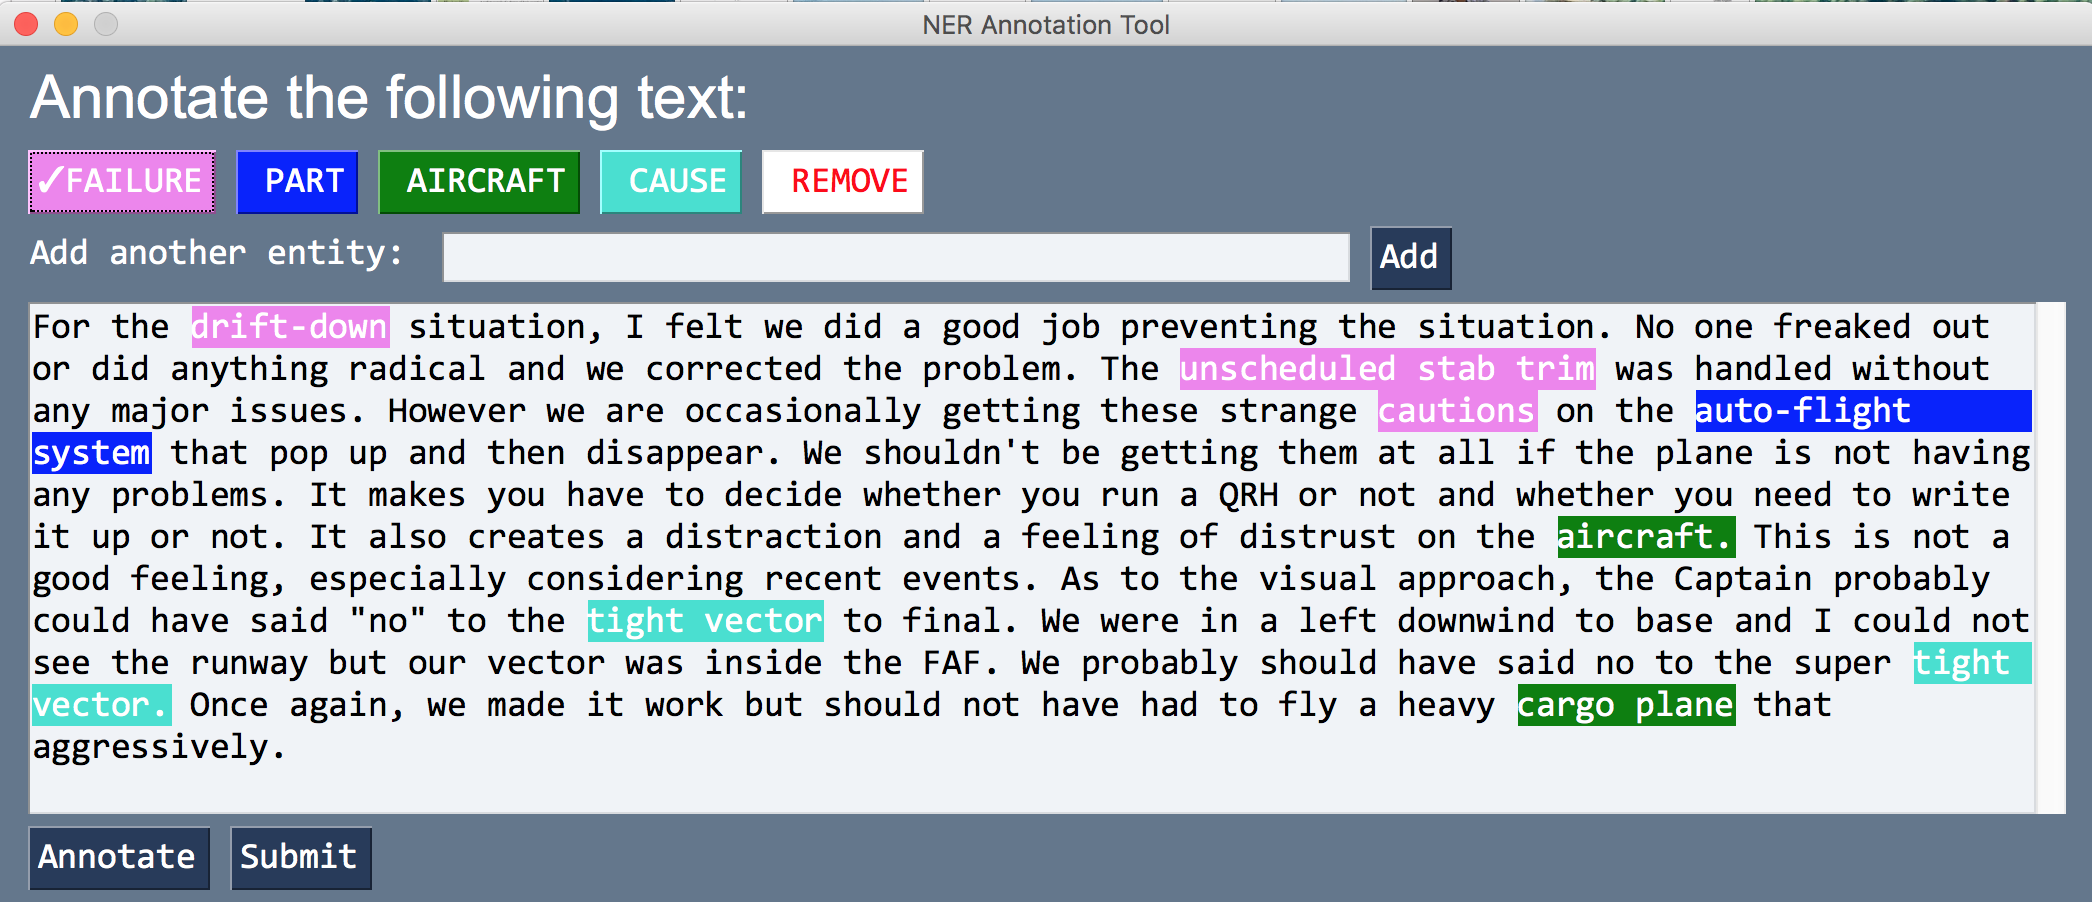 NER Annotation Tool
Annotate the following text:
✓FAILURE PART AIRCRAFT CAUSE REMOVE
Add another entity: Add
For the drift-down situation, I felt we did a good job preventing the situation. No one freaked out
or did anything radical and we corrected the problem. The unscheduled stab trim was handled without
any major issues. However we are occasionally getting these strange cautions on the auto-flight
system that pop up and then disappear. We shouldn't be getting them at all if the plane is not having
any problems. It makes you have to decide whether you run a QRH or not and whether you need to write
it up or not. It also creates a distraction and a feeling of distrust on the aircraft. This is not a
good feeling, especially considering recent events. As to the visual approach, the Captain probably
could have said "no" to the tight vector to final. We were in a left downwind to base and I could not
see the runway but our vector was inside the FAF. We probably should have said no to the super tight
vector. Once again, we made it work but should not have had to fly a heavy cargo plane that
aggressively.
Annotate Submit